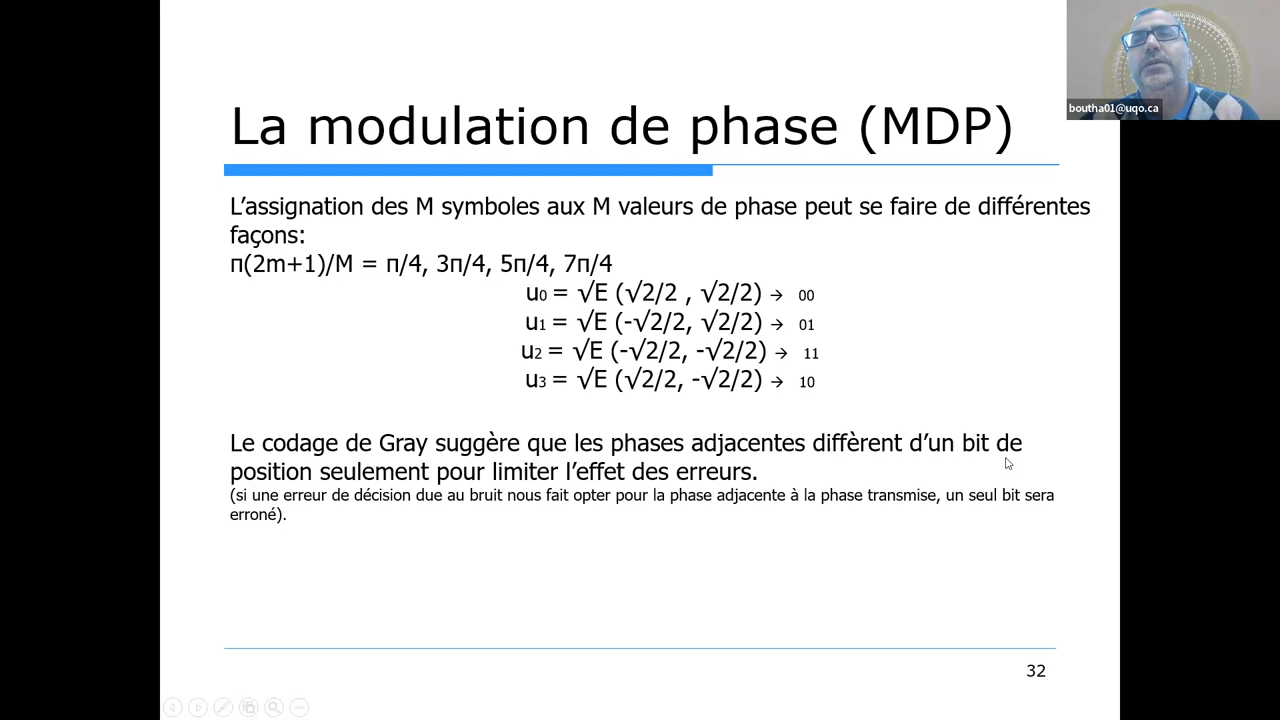 boutha01@uqo.ca
La modulation de phase (MDP)
L’assignation des M symboles aux M valeurs de phase peut se faire de différentes
façons:
π(2m+1)/M = π/4, 3π/4, 5π/4, 7π/4
u0 = √E (√2/2 , √2/2) → 00
u1 = √E (-√2/2, √2/2) → 01
u2 = √E (-√2/2, -√2/2) → 11
u3 = √E (√2/2, -√2/2) → 10
Le codage de Gray suggère que les phases adjacentes diffèrent d’un bit de
position seulement pour limiter l’effet des erreurs.
(si une erreur de décision due au bruit nous fait opter pour la phase adjacente à la phase transmise, un seul bit sera
erroné).
32